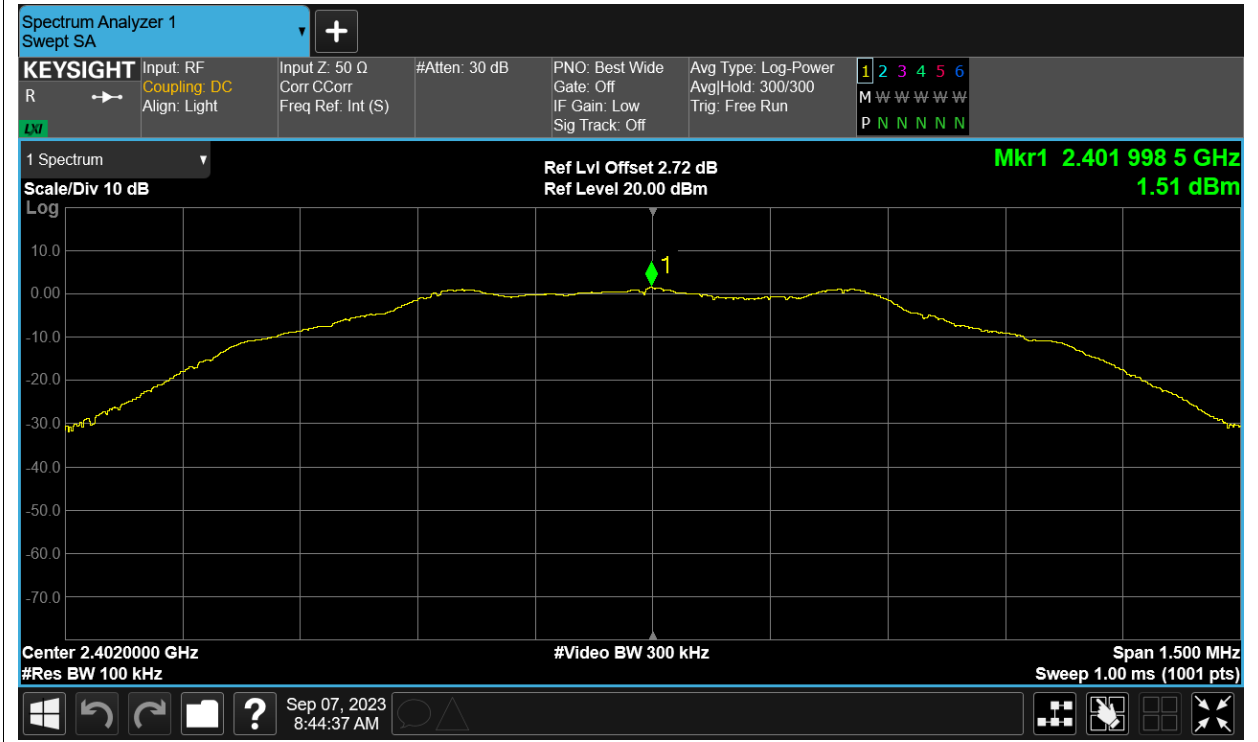 Spectrum Analyzer 1
Swept SA
KEYSIGHT
R
LXI
Input: RF
Coupling: DC
Align: Light
Input Z: 50 Ω
Corr CCorr
Freq Ref: Int (S)
#Atten: 30 dB
PNO: Best Wide
Gate: Off
IF Gain: Low
Sig Track: Off
Avg Type: Log-Power
Avg|Hold: 300/300
Trig: Free Run
1 2 3 4 5 6
M W W W W W
P N N N N N
1 Spectrum
Scale/Div 10 dB
Log
Ref Lvl Offset 2.72 dB
Ref Level 20.00 dBm
Mkr1 2.401 998 5 GHz
1.51 dBm
1
10.0
0.00
-10.0
-20.0
-30.0
-40.0
-50.0
-60.0
-70.0
Center 2.4020000 GHz
#Res BW 100 kHz
#Video BW 300 kHz
Span 1.500 MHz
Sweep 1.00 ms (1001 pts)
?
Sep 07, 2023
8:44:37 AM